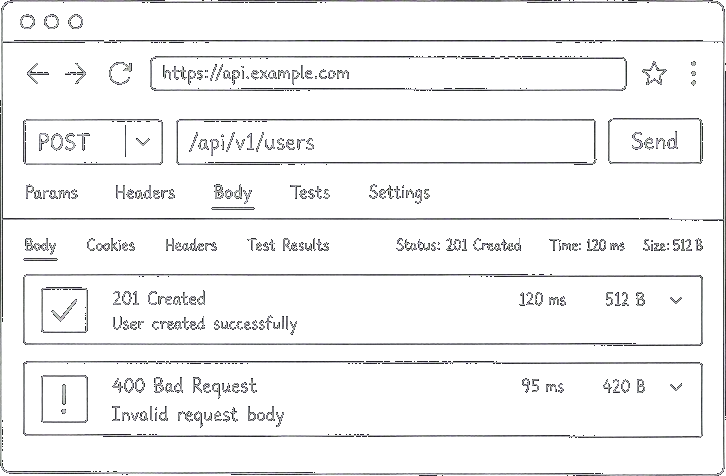 https://api.example.com
POST /api/v1/users Send
Params Headers Body Tests Settings
Body Cookies Headers Test Results Status: 201 Created Time: 120 ms Size: 512 B
201 Created 120 ms 512 B
User created successfully
400 Bad Request 95 ms 420 B
Invalid request body